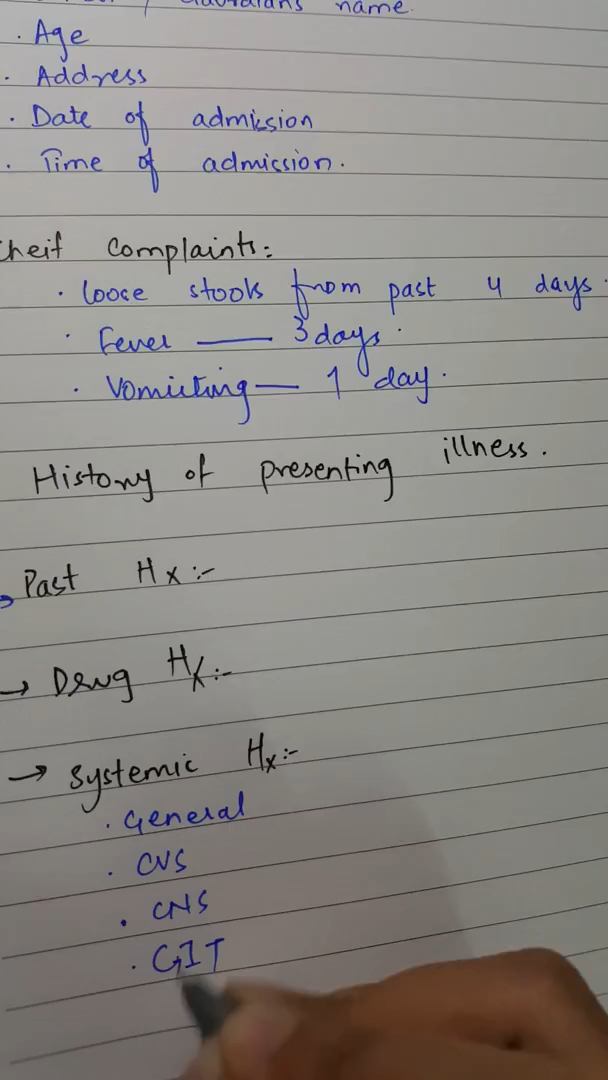 name.
. Age
. Address
. Date of admission
. Time of admission.
Cheif Complaints:
. loose stools from past 4 days.
. Fever — 3 days.
. Vomitting — 1 day.
History of presenting illness.
Past Hx:-
→ Drug Hx:-
→ Systemic Hx:-
. General
. CVS
. CNS
. GIT